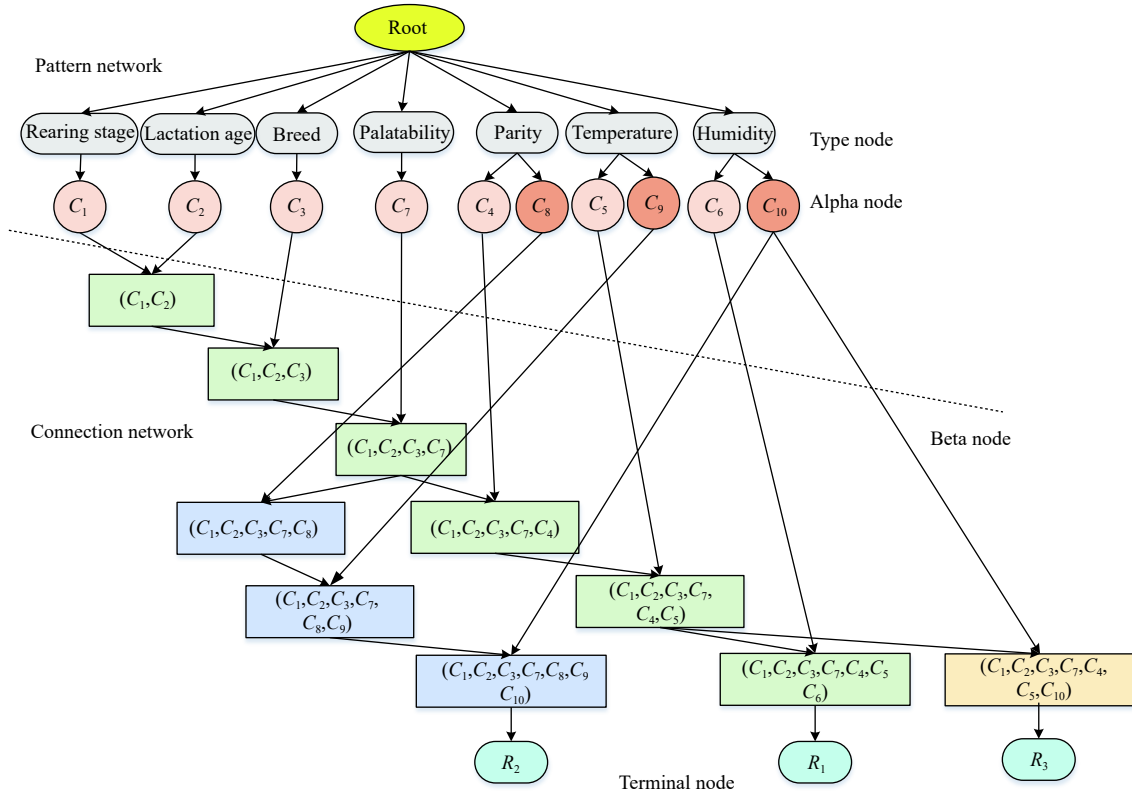 Root
Pattern network
Rearing stage
Lactation age
Breed
Palatability
Parity
Temperature
Humidity
Type node
C₁
C₂
C₃
C₇
C₄
C₈
C₅
C₉
C₆
C₁₀
Alpha node
(C₁,C₂)
(C₁,C₂,C₃)
Connection network
Beta node
(C₁,C₂,C₃,C₇)
(C₁,C₂,C₃,C₇,C₈)
(C₁,C₂,C₃,C₇,C₄)
(C₁,C₂,C₃,C₇,
C₈,C₉)
(C₁,C₂,C₃,C₇,
C₄,C₅)
(C₁,C₂,C₃,C₇,C₈,C₉
C₁₀)
(C₁,C₂,C₃,C₇,C₄,C₅
C₆)
(C₁,C₂,C₃,C₇,C₄,
C₅,C₁₀)
R₂
R₁
R₃
Terminal node